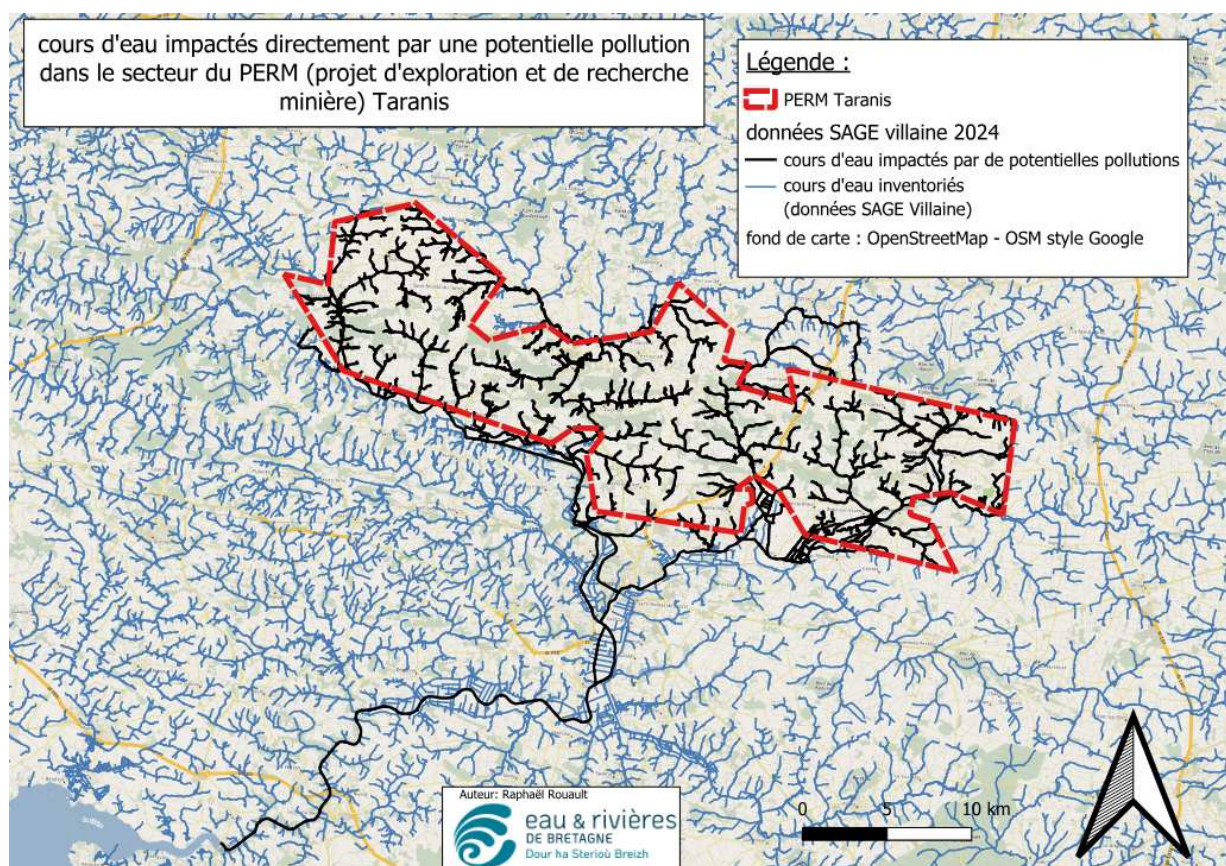 cours d'eau impactés directement par une potentielle pollution
dans le secteur du PERM (projet d'exploration et de recherche
minière) Taranis
Légende :
PERM Taranis
données SAGE villaine 2024
cours d'eau impactés par de potentielles pollutions
cours d'eau inventoriés
(données SAGE Villaine)
fond de carte : OpenStreetMap - OSM style Google
Auteur: Raphaël Rouault
eau & rivières
DE BRETAGNE
Dour ha Sterioù Breizh
0 5 10 km